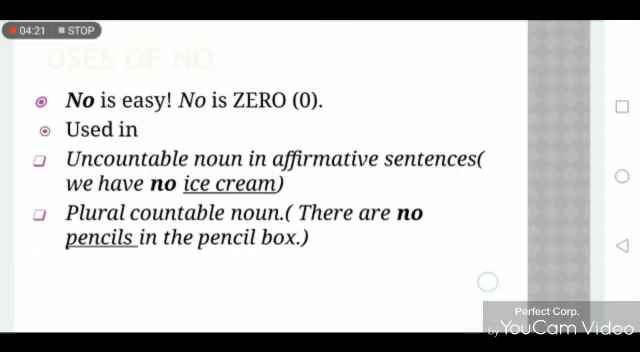 04:21 STOP
USES OF NO
No is easy! No is ZERO (0).
Used in
Uncountable noun in affirmative sentences(
we have no ice cream)
Plural countable noun.( There are no
pencils in the pencil box.)
Perfect Corp.
by YouCam Video